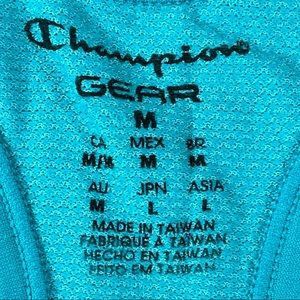 Champion
GEAR
M
CA MEX BR
M/M M M
AU JPN ASIA
M L L
MADE IN TAIWAN
FABRIQUÉ A TAIWAN
HECHO EN TAIWAN
FEITO EM TAIWAN